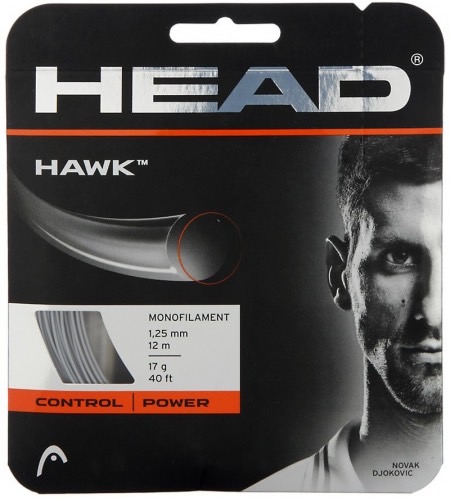 HEAD®
HAWK™
MONOFILAMENT
1,25 mm
12 m
17 g
40 ft
CONTROL | POWER
NOVAK
DJOKOVIC